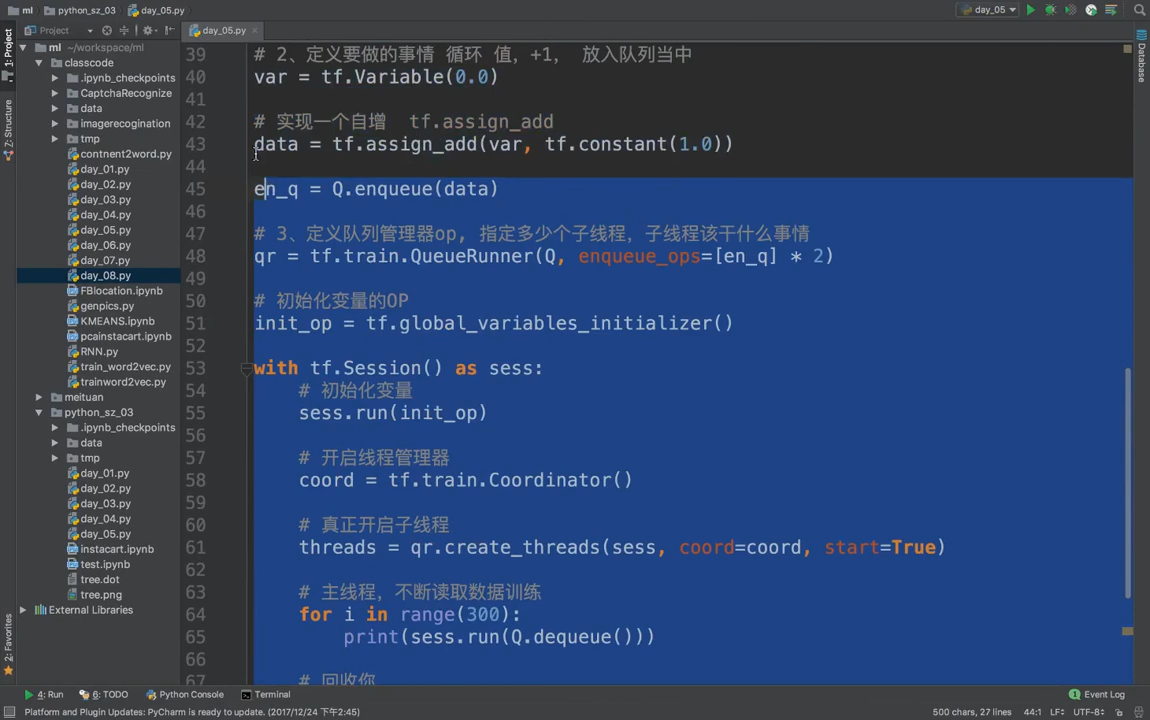 ml
python_sz_03
day_05.py
day_05
Project
day_05.py
ml ~/workspace/ml
classcode
.ipynb_checkpoints
CaptchaRecognize
data
imagerecognition
tmp
contnent2word.py
day_01.py
day_02.py
day_03.py
day_04.py
day_05.py
day_06.py
day_07.py
day_08.py
FBlocation.ipynb
genpics.py
KMEANS.ipynb
pcainstacart.ipynb
RNN.py
train_word2vec.py
trainword2vec.py
meituan
python_sz_03
.ipynb_checkpoints
data
tmp
day_01.py
day_02.py
day_03.py
day_04.py
day_05.py
instacart.ipynb
test.ipynb
tree.dot
tree.png
External Libraries
1: Project
7: Structure
2: Favorites
39 # 2、定义要做的事情 循环 值，+1， 放入队列当中
40 var = tf.Variable(0.0)
41
42 # 实现一个自增 tf.assign_add
43 data = tf.assign_add(var, tf.constant(1.0))
44
45 en_q = Q.enqueue(data)
46
47 # 3、定义队列管理器op, 指定多少个子线程，子线程该干什么事情
48 qr = tf.train.QueueRunner(Q, enqueue_ops=[en_q] * 2)
49
50 # 初始化变量的OP
51 init_op = tf.global_variables_initializer()
52
53 with tf.Session() as sess:
54 # 初始化变量
55 sess.run(init_op)
56
57 # 开启线程管理器
58 coord = tf.train.Coordinator()
59
60 # 真正开启子线程
61 threads = qr.create_threads(sess, coord=coord, start=True)
62
63 # 主线程，不断读取数据训练
64 for i in range(300):
65 print(sess.run(Q.dequeue()))
66
67 # 回收你
Database
4: Run
6: TODO
Python Console
Terminal
1 Event Log
Platform and Plugin Updates: PyCharm is ready to update. (2017/12/24 下午2:45)
500 chars, 27 lines 44:1 LF÷ UTF-8÷